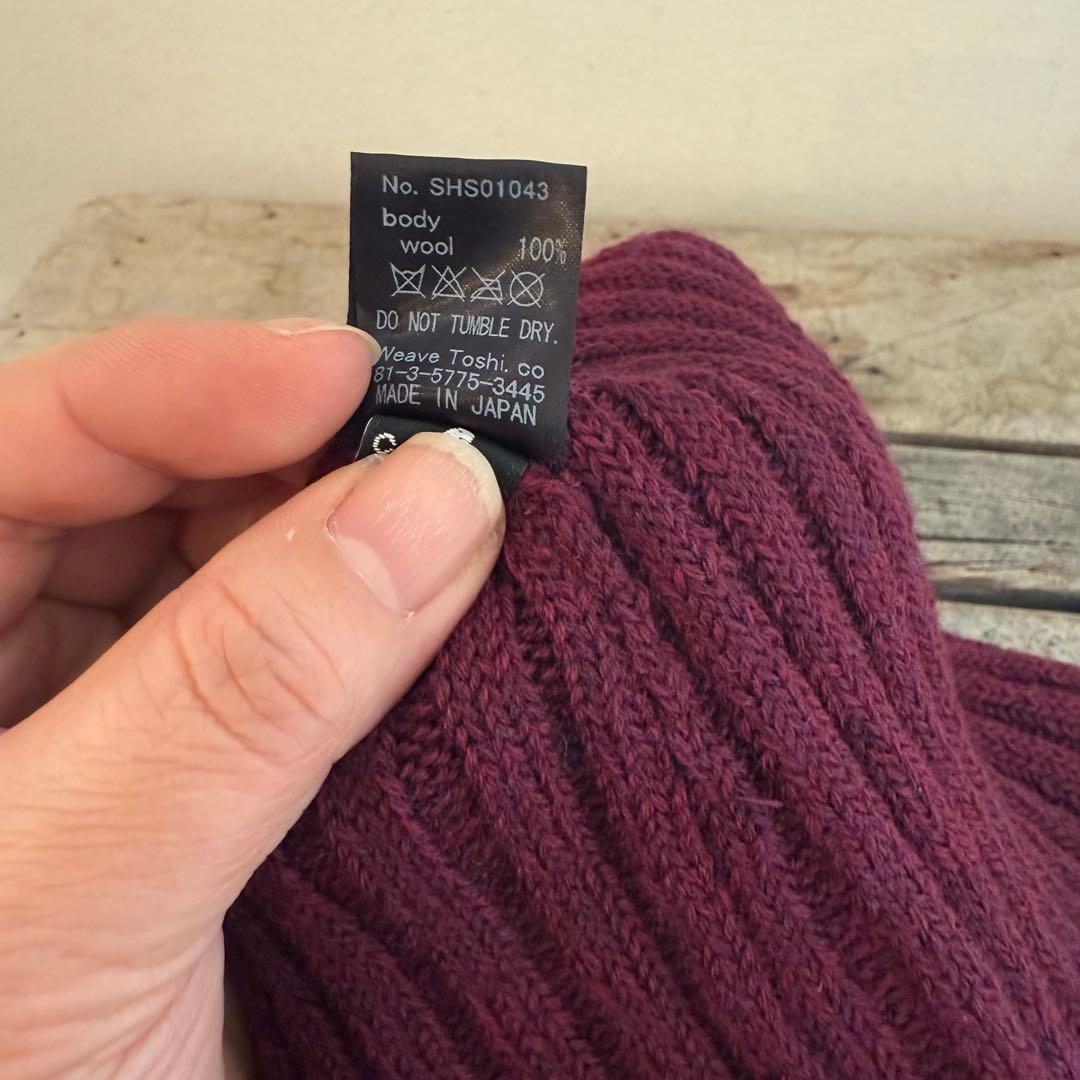 No. SHS01043
body
wool 100%
DO NOT TUMBLE DRY.
Weave Toshi. co
81-3-5775-3445
MADE IN JAPAN